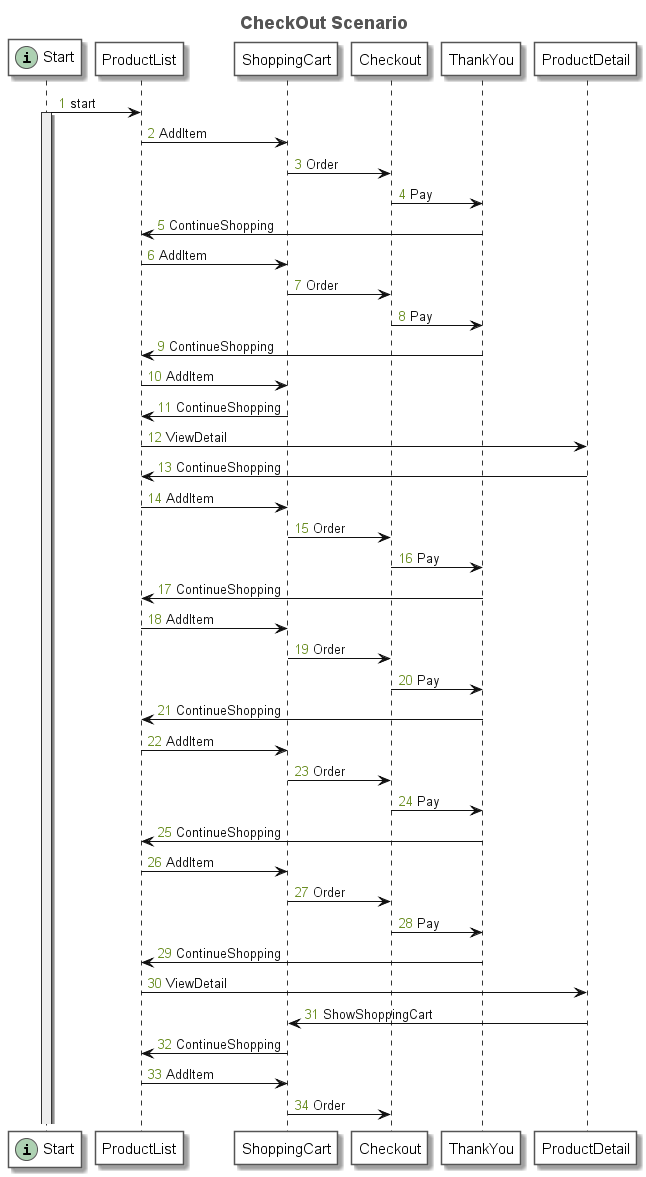 CheckOut Scenario
i Start ProductList ShoppingCart Checkout ThankYou ProductDetail
1 start
2 AddItem
3 Order
4 Pay
5 ContinueShopping
6 AddItem
7 Order
8 Pay
9 ContinueShopping
10 AddItem
11 ContinueShopping
12 ViewDetail
13 ContinueShopping
14 AddItem
15 Order
16 Pay
17 ContinueShopping
18 AddItem
19 Order
20 Pay
21 ContinueShopping
22 AddItem
23 Order
24 Pay
25 ContinueShopping
26 AddItem
27 Order
28 Pay
29 ContinueShopping
30 ViewDetail
31 ShowShoppingCart
32 ContinueShopping
33 AddItem
34 Order
i Start ProductList ShoppingCart Checkout ThankYou ProductDetail